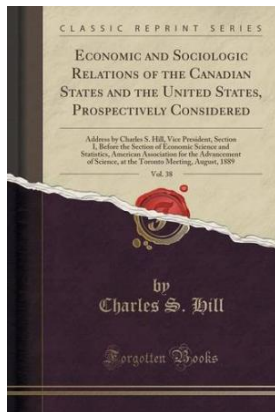 CLASSIC REPRINT SERIES
ECONOMIC AND SOCIOLOGIC
RELATIONS OF THE CANADIAN
STATES AND THE UNITED STATES,
PROSPECTIVELY CONSIDERED
Address by Charles S. Hill, Vice President, Section
I, Before the Section of Economic Science and
Statistics, American Association for the Advancement
of Science, at the Toronto Meeting, August, 1889
Vol. 38
by
Charles S. Hill
Forgotten Books